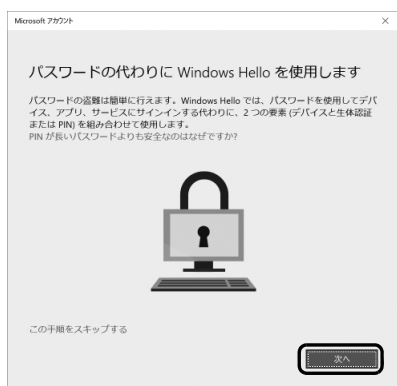 Microsoft アカウント
パスワードの代わりに Windows Hello を使用します
パスワードの盗難は簡単に行えます。Windows Hello では、パスワードを使用してデバ
イス、アプリ、サービスにサインインする代わりに、2 つの要素 (デバイスと生体認証
または PIN) を組み合わせて使用します。
PIN が長いパスワードよりも安全なのはなぜですか?
この手順をスキップする
次へ